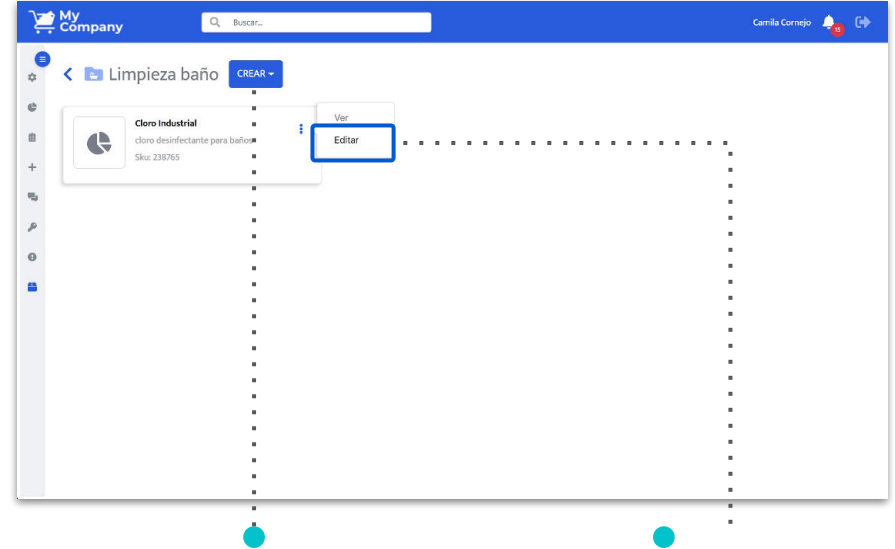 My
Company
Buscar...
Camila Cornejo
15
Limpieza baño
CREAR
Cloro Industrial
cloro desinfectante para baños
Sku: 238765
Ver
Editar